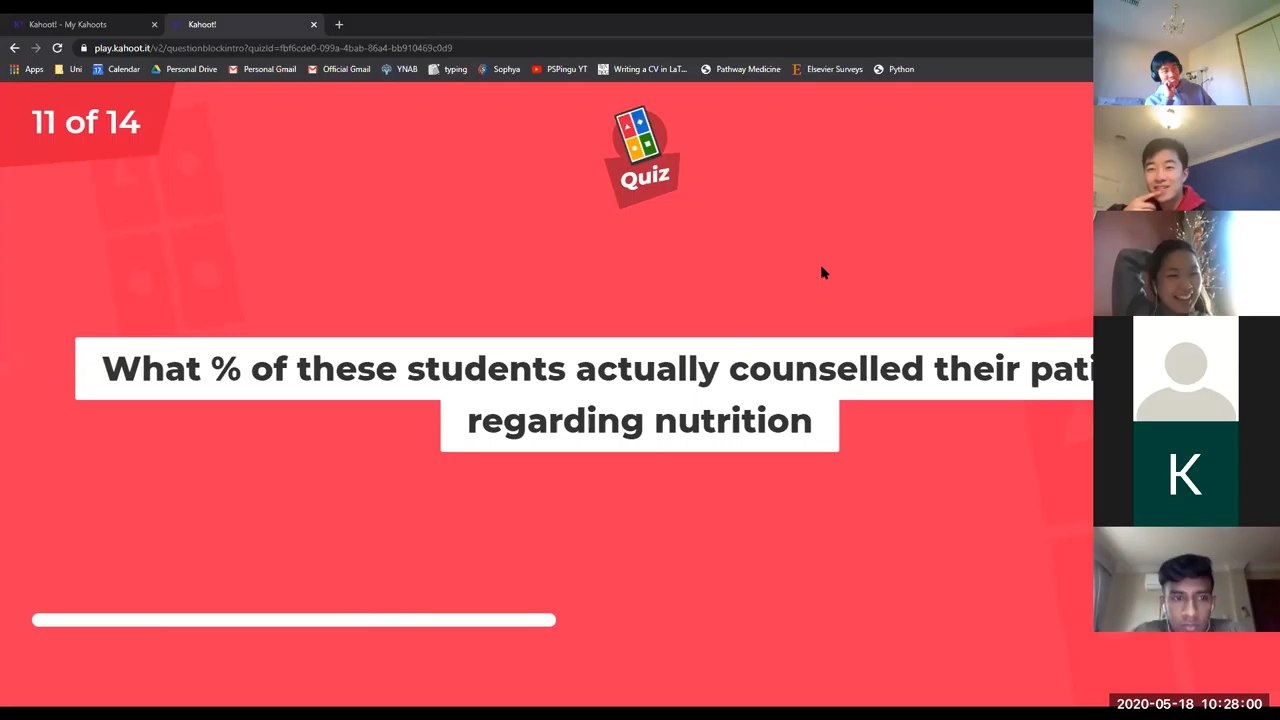 Kahoot! - My Kahoots
Kahoot!
play.kahoot.it/v2/questionblockintro?quizId=fbf6cde0-099a-4bab-86a4-bb910469c0d9
Apps Uni Calendar Personal Drive Personal Gmail Official Gmail YNAB typing Sophya PSPingu YT Writing a CV in LaT... Pathway Medicine Elsevier Surveys Python
11 of 14
Quiz
What % of these students actually counselled their pati
regarding nutrition
K
2020-05-18 10:28:00